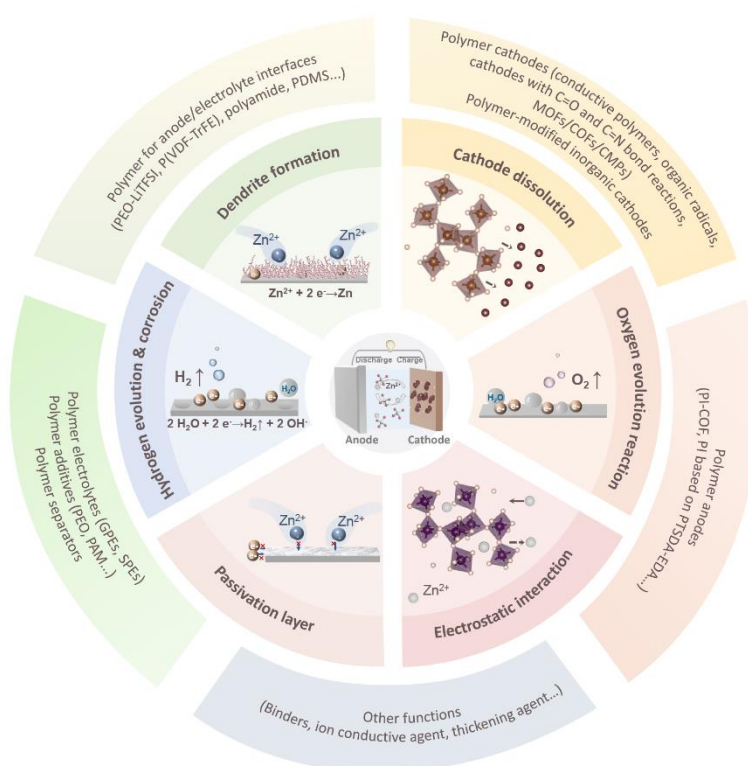 Polymer for anode/electrolyte interfaces
(PEO-LiTFSI, P(VDF-TrFE), polyamide, PDMS...)
Polymer cathodes (conductive polymers, organic radicals,
cathodes with C=O and C=N bond reactions,
MOFs/COFs/CMPs)
Polymer-modified inorganic cathodes
Dendrite formation
Zn²⁺
Zn²⁺
Zn²⁺ + 2 e⁻→Zn
Cathode dissolution
Hydrogen evolution & corrosion
H₂ ↑
H₂O
2 H₂O + 2 e⁻→H₂↑ + 2 OH⁻
Discharge
Charge
Zn²⁺
Anode
Cathode
Oxygen evolution reaction
O₂ ↑
H₂O
Polymer electrolytes (GPEs, SPEs)
Polymer additives (PEO, PAM...)
Polymer separators
Polymer anodes
(PI-COF, PI based on PTSDA-EDA...)
Passivation layer
Zn²⁺
Zn²⁺
Electrostatic interaction
Zn²⁺
Other functions
(Binders, ion conductive agent, thickening agent...)